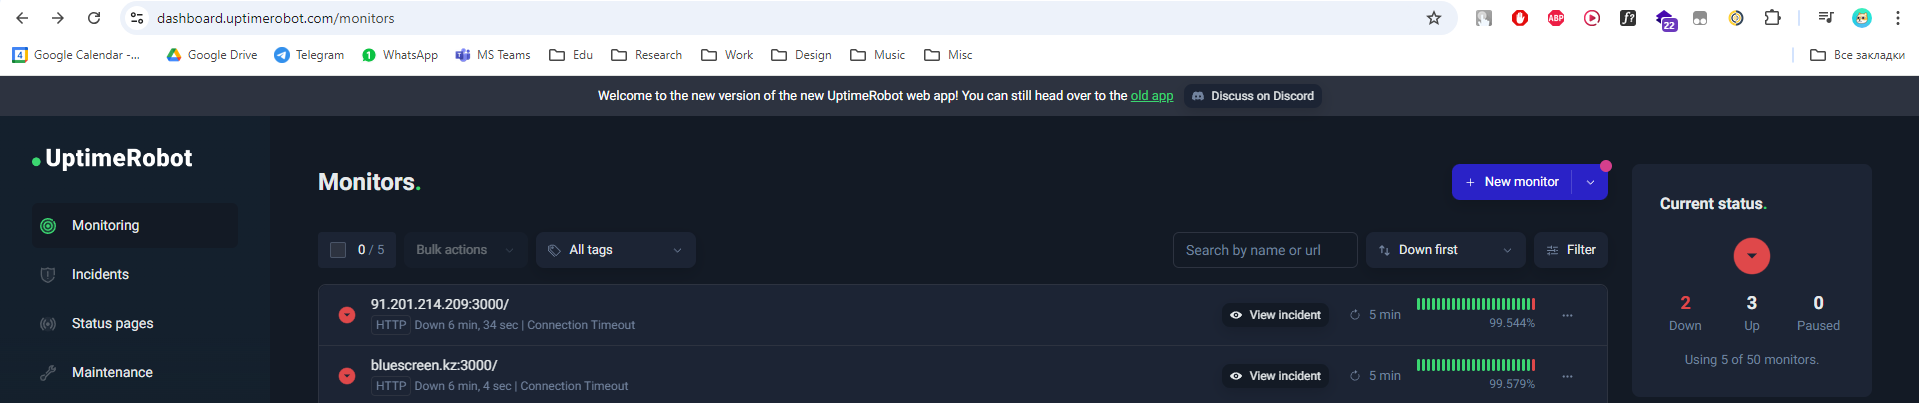 dashboard.uptimerobot.com/monitors
22
4 Google Calendar -... Google Drive Telegram 1 WhatsApp MS Teams Edu Research Work Design Music Misc Все закладки
Welcome to the new version of the new UptimeRobot web app! You can still head over to the old app Discuss on Discord
UptimeRobot
Monitoring
Incidents
Status pages
Maintenance
Monitors.
+ New monitor
0 / 5 Bulk actions All tags Search by name or url Down first Filter
91.201.214.209:3000/
HTTP Down 6 min, 34 sec | Connection Timeout
View incident 5 min 99.544% ...
bluescreen.kz:3000/
HTTP Down 6 min, 4 sec | Connection Timeout
View incident 5 min 99.579% ...
Current status.
2 3 0
Down Up Paused
Using 5 of 50 monitors.
ABP
f?